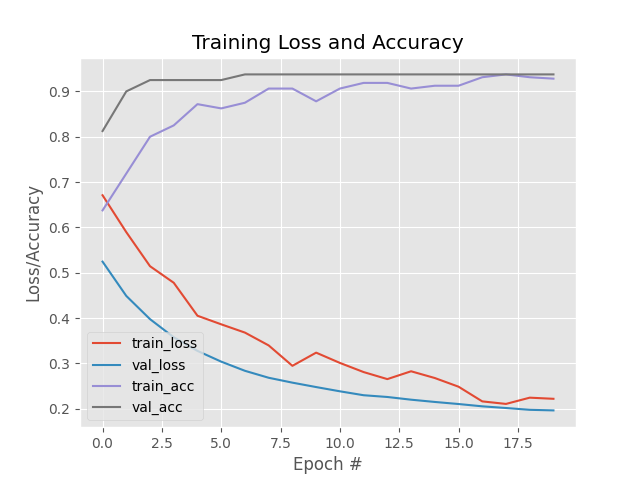 Training Loss and Accuracy
Loss/Accuracy
0.9
0.8
0.7
0.6
0.5
0.4
0.3
0.2
train_loss
val_loss
train_acc
val_acc
0.0 2.5 5.0 7.5 10.0 12.5 15.0 17.5
Epoch #